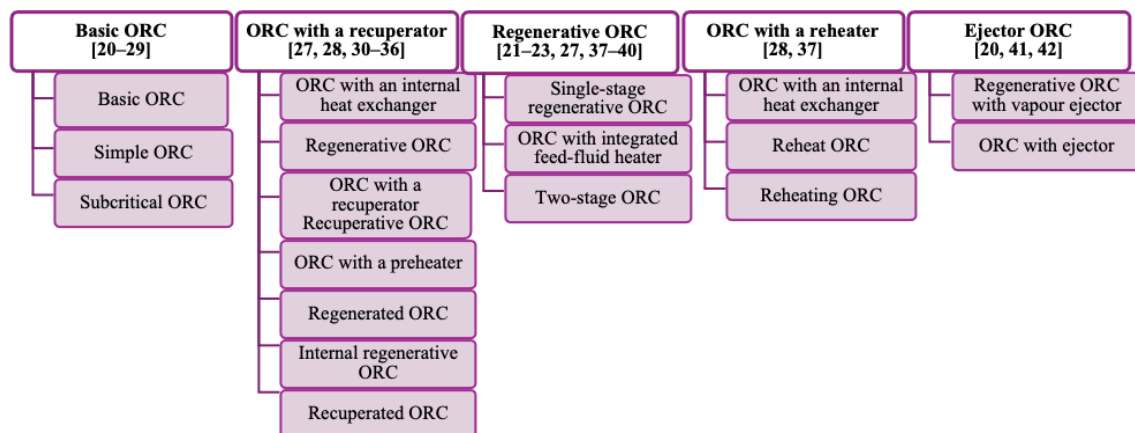 Basic ORC
[20–29]
Basic ORC
Simple ORC
Subcritical ORC
ORC with a recuperator
[27, 28, 30–36]
ORC with an internal
heat exchanger
Regenerative ORC
ORC with a
recuperator
Recuperative ORC
ORC with a preheater
Regenerated ORC
Internal regenerative
ORC
Recuperated ORC
Regenerative ORC
[21–23, 27, 37–40]
Single-stage
regenerative ORC
ORC with integrated
feed-fluid heater
Two-stage ORC
ORC with a reheater
[28, 37]
ORC with an internal
heat exchanger
Reheat ORC
Reheating ORC
Ejector ORC
[20, 41, 42]
Regenerative ORC
with vapour ejector
ORC with ejector